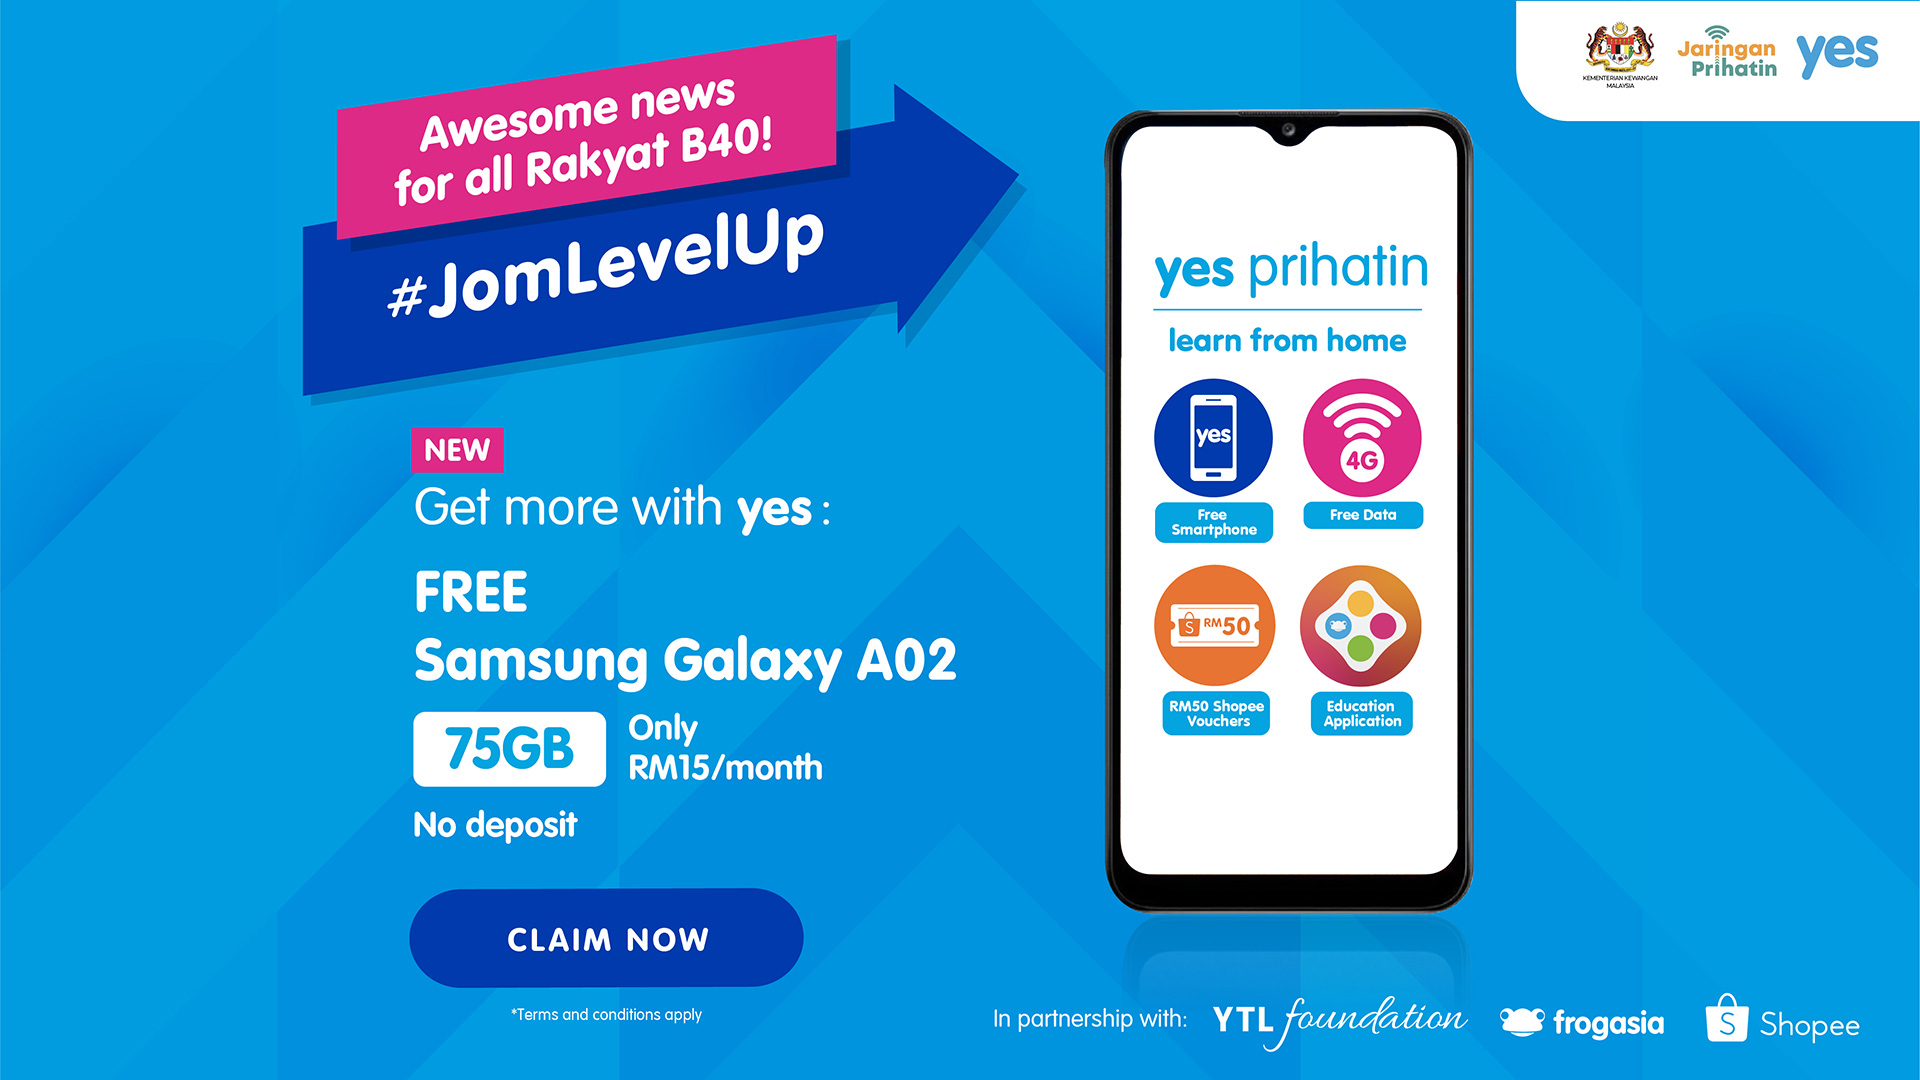 KEMENTERIAN KEWANGAN
MALAYSIA
Jaringan
Prihatin
yes
Awesome news
for all Rakyat B40!
#JomLevelUp
NEW
Get more with yes:
FREE
Samsung Galaxy A02
75GB
Only
RM15/month
No deposit
CLAIM NOW
*Terms and conditions apply
yes prihatin
learn from home
yes
4G
Free
Smartphone
Free Data
S RM50
RM50 Shopee
Vouchers
Education
Application
In partnership with:
YTL foundation
frogasia
S Shopee